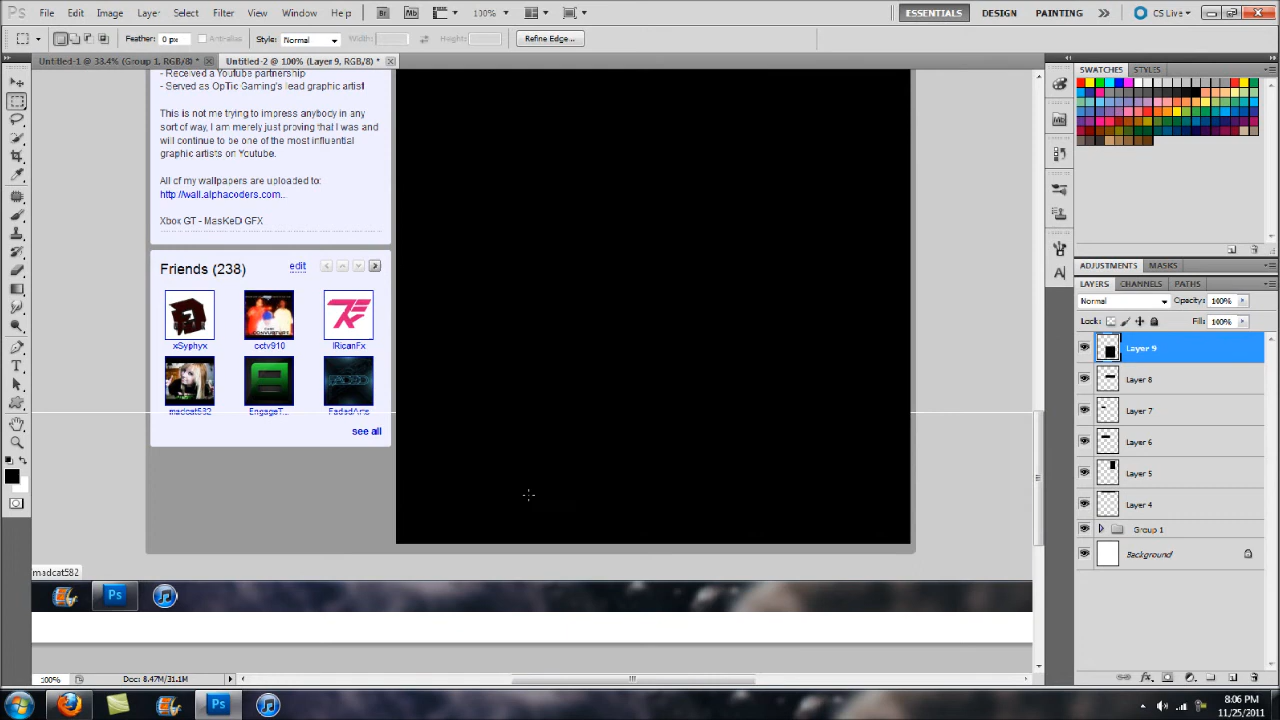 Ps File Edit Image Layer Select Filter View Window Help Br Mb 100% ESSENTIALS DESIGN PAINTING CS Live
Feather: 0 px Anti-alias Style: Normal Width: Height: Refine Edge...
Untitled-1 @ 33.4% (Group 1, RGB/8) * Untitled-2 @ 100% (Layer 9, RGB/8) *
- Received a Youtube partnership
- Served as OpTic Gaming's lead graphic artist
This is not me trying to impress anybody in any
sort of way, I am merely just proving that I was and
will continue to be one of the most influential
graphic artists on Youtube.
All of my wallpapers are uploaded to:
http://wall.alphacoders.com...
Xbox GT - MasKeD GFX
Friends (238) edit
xSyphyx cctv910 IRicanFx
madcat582 EngageT... FadedArts
see all
madcat582
Ps
100% Doc: 8.47M/31.1M
SWATCHES STYLES
Mb
ADJUSTMENTS MASKS
LAYERS CHANNELS PATHS
Normal Opacity: 100%
Lock: Fill: 100%
Layer 9
Layer 8
Layer 7
Layer 6
Layer 5
Layer 4
Group 1
Background
fx
Ps
8:06 PM
11/25/2011